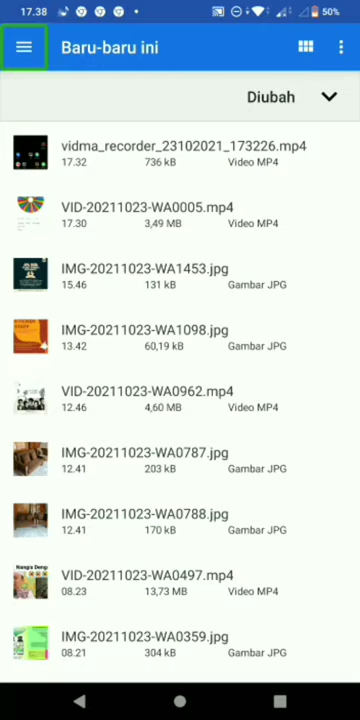 17.38
50%
Baru-baru ini
Diubah
vidma_recorder_23102021_173226.mp4
17.32 736 kB Video MP4
VID-20211023-WA0005.mp4
17.30 3,49 MB Video MP4
IMG-20211023-WA1453.jpg
15.46 131 kB Gambar JPG
IMG-20211023-WA1098.jpg
13.42 60,19 kB Gambar JPG
VID-20211023-WA0962.mp4
12.46 4,60 MB Video MP4
IMG-20211023-WA0787.jpg
12.41 203 kB Gambar JPG
IMG-20211023-WA0788.jpg
12.41 170 kB Gambar JPG
VID-20211023-WA0497.mp4
08.23 13,73 MB Video MP4
IMG-20211023-WA0359.jpg
08.21 304 kB Gambar JPG